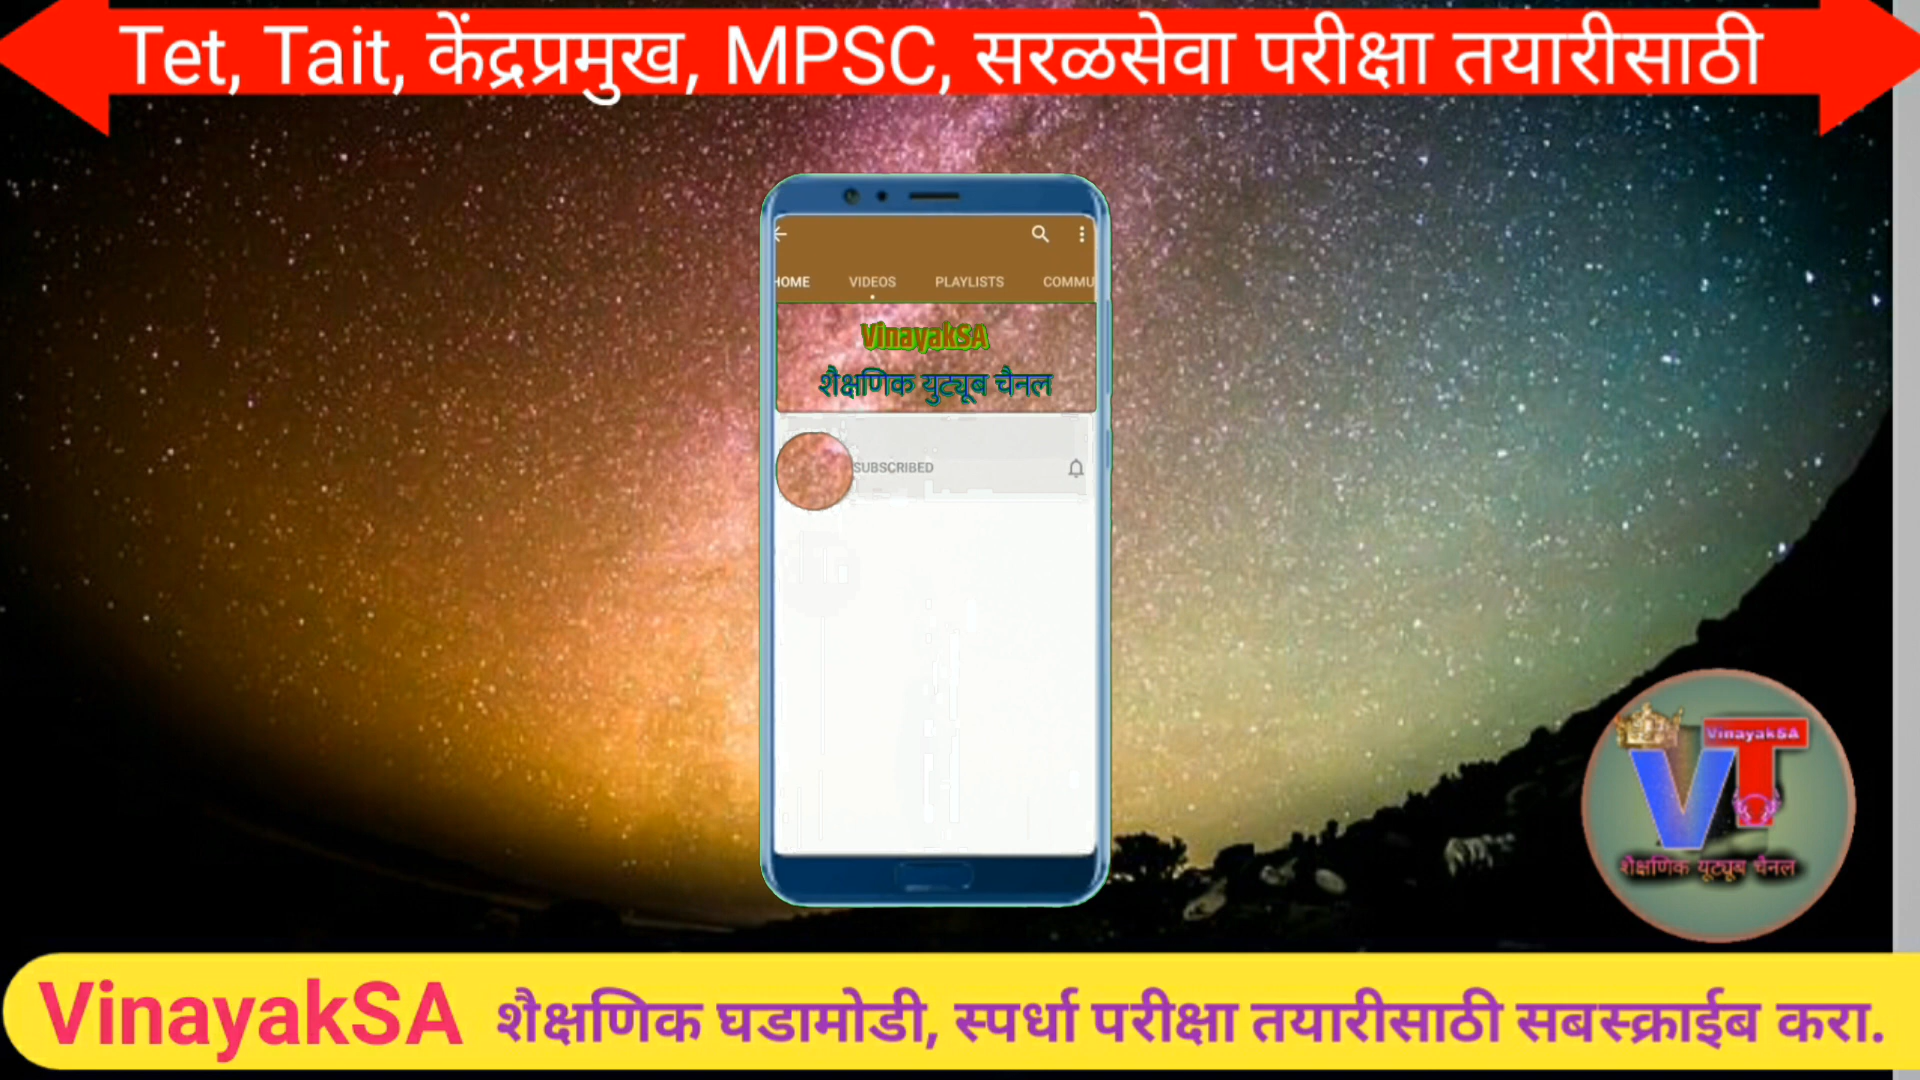 Tet, Tait, केंद्रप्रमुख, MPSC, सरळसेवा परीक्षा तयारीसाठी
HOME VIDEOS PLAYLISTS COMMU
VinayakSA
शैक्षणिक युट्यूब चैनल
SUBSCRIBED
VinayakSA
VT
शैक्षणिक यूट्यूब चैनल
VinayakSA शैक्षणिक घडामोडी, स्पर्धा परीक्षा तयारीसाठी सबस्क्राईब करा.